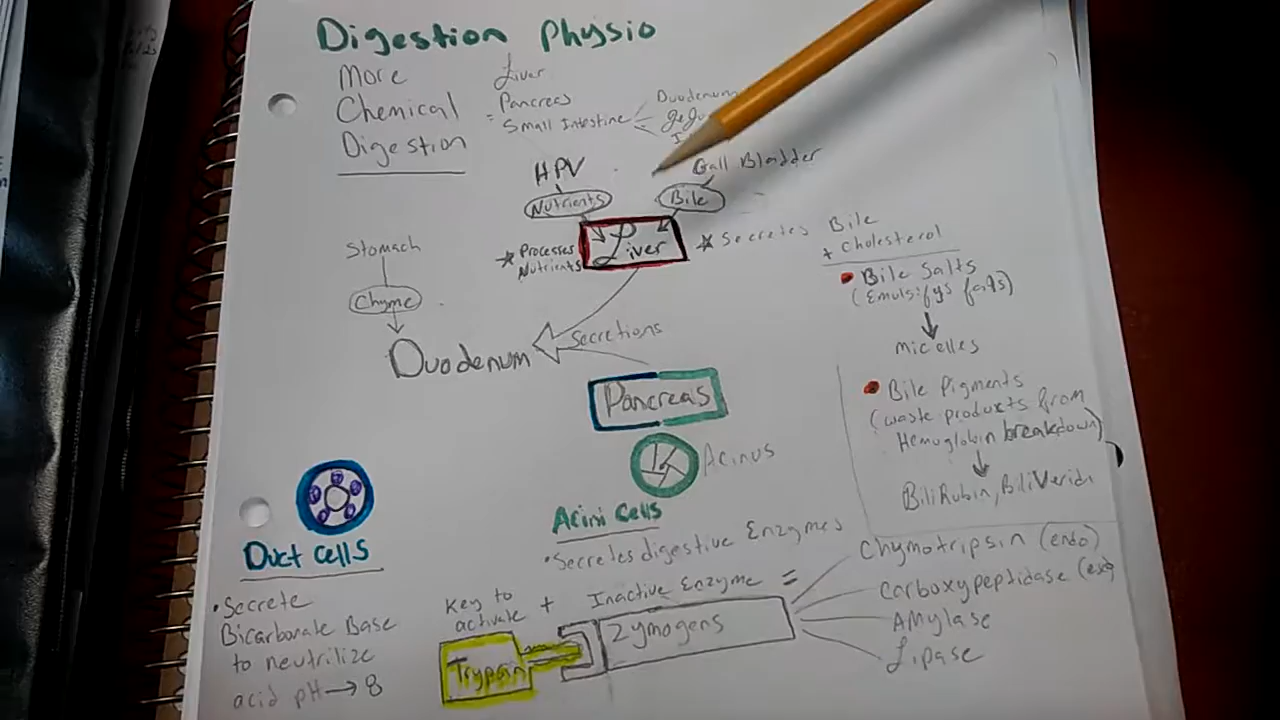 Digestion Physio
More
Chemical
Digestion
Liver
Pancreas
Small Intestine
Duodenum
HPV
Nutrients
Gall Bladder
Bile
Liver
* Processes
Nutrients
* Secretes
Bile
+ cholesterol
Bile Salts
(Emulsifys fats)
micelles
Bile Pigments
(waste products from
Hemoglobin breakdown)
BiliRubin, BiliVeridin
Stomach
Chyme
Duodenum
Secretions
Pancreas
Acinus
Acini Cells
• Secretes digestive Enzymes
Duct Cells
• Secrete
Bicarbonate Base
to neutrilize
acid pH → 8
Key to
activate
+ Inactive Enzyme =
Trypsin
Zymogens
Chymotripsin (endo)
Carboxypeptidase (exo)
AMylase
Lipase